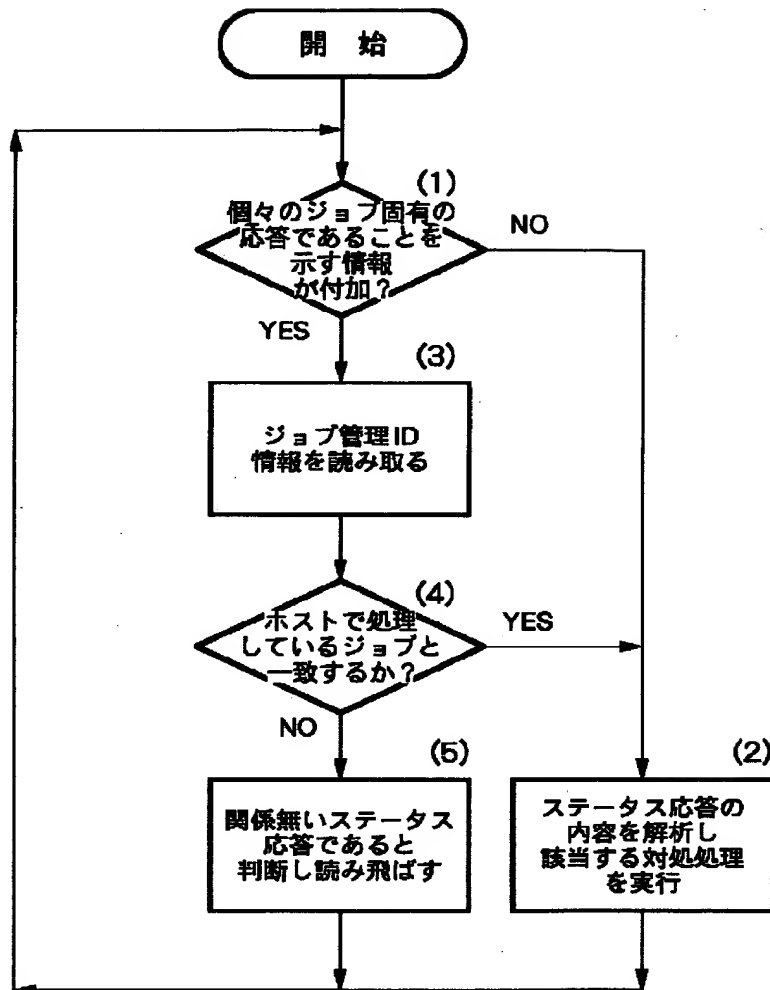 開 始
(1)
個々のジョブ固有の
応答であることを
示す情報
が付加?
NO
YES
(3)
ジョブ管理ID
情報を読み取る
(4)
ホストで処理
しているジョブと
一致するか?
YES
NO
(5)
関係無いステータス
応答であると
判断し読み飛ばす
(2)
ステータス応答の
内容を解析し
該当する対処処理
を実行